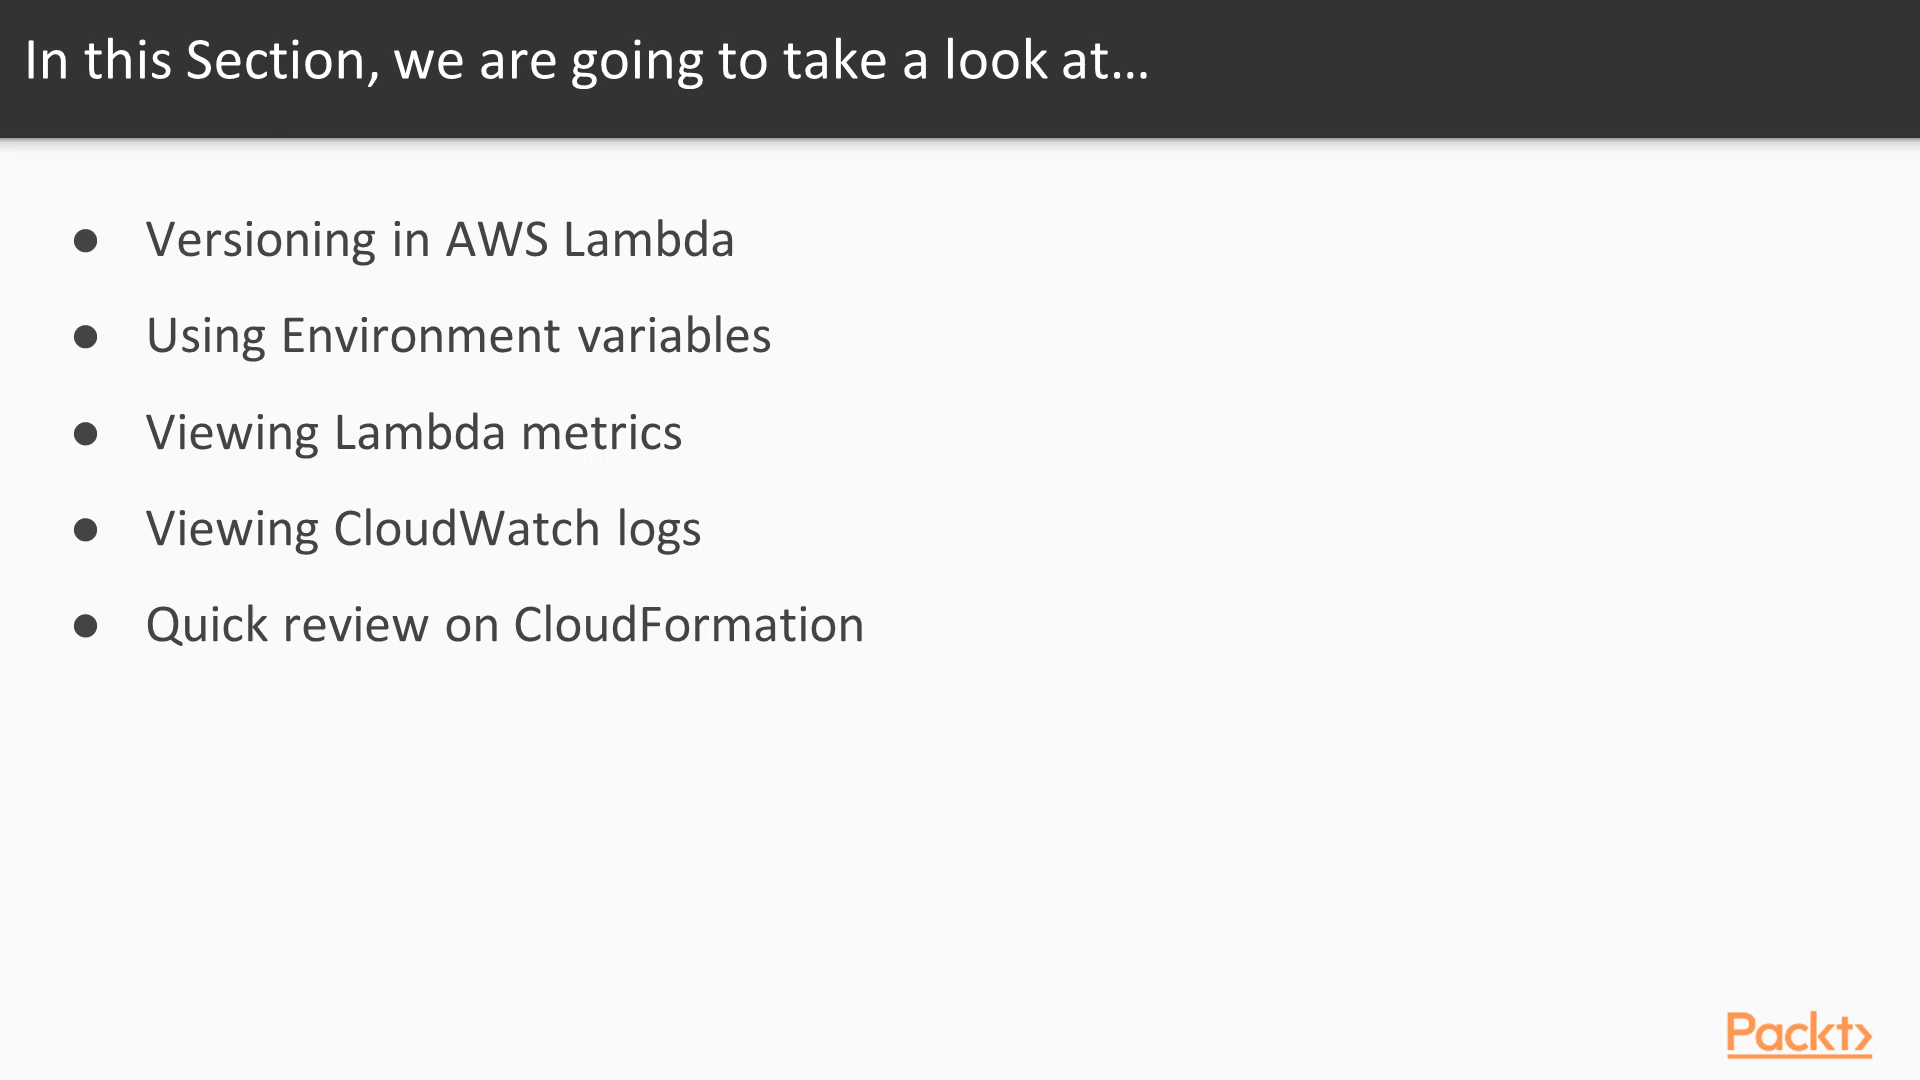 In this Section, we are going to take a look at...
● Versioning in AWS Lambda
● Using Environment variables
● Viewing Lambda metrics
● Viewing CloudWatch logs
● Quick review on CloudFormation
Packt>